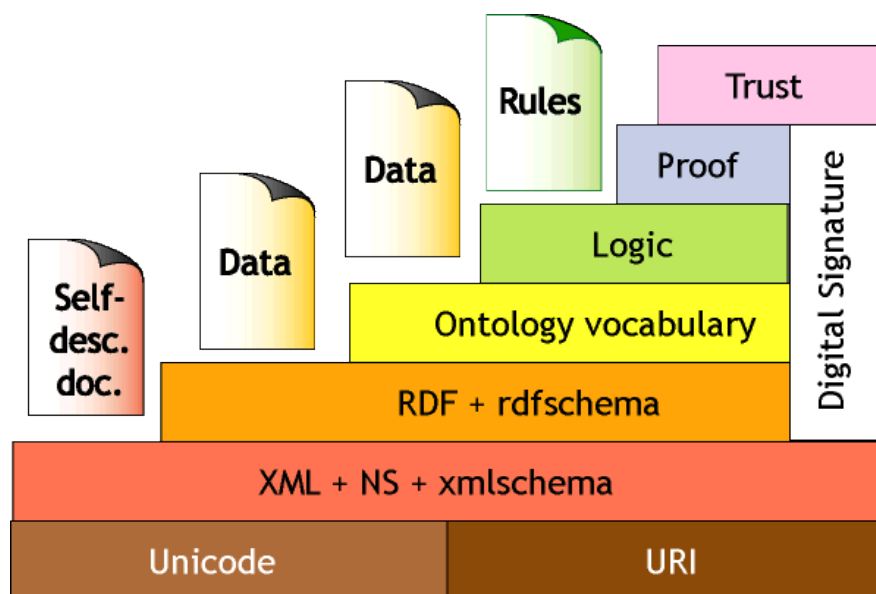 Rules
Trust
Data
Proof
Data
Logic
Self-
desc.
doc.
Ontology vocabulary
Digital Signature
RDF + rdfschema
XML + NS + xmlschema
Unicode
URI